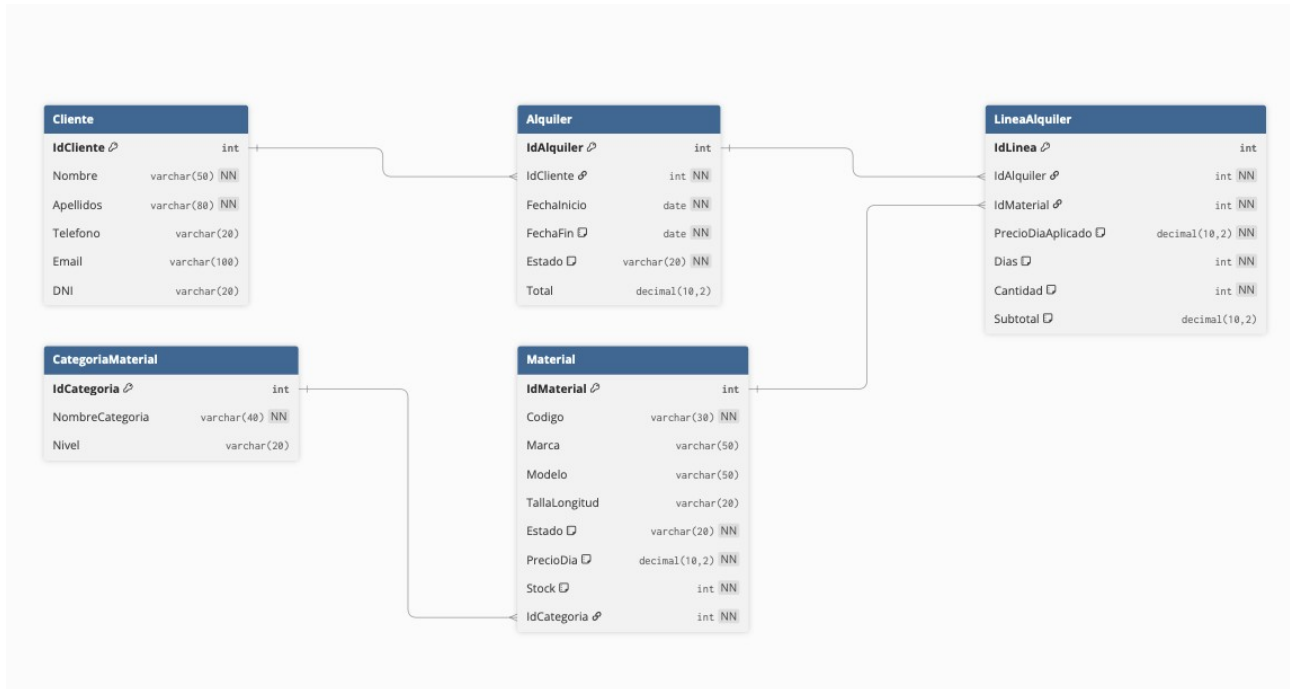 Cliente
IdCliente int
Nombre varchar(50) NN
Apellidos varchar(80) NN
Telefono varchar(20)
Email varchar(100)
DNI varchar(20)
Alquiler
IdAlquiler int
IdCliente int NN
FechaInicio date NN
FechaFin date NN
Estado varchar(20) NN
Total decimal(10,2)
LineaAlquiler
IdLinea int
IdAlquiler int NN
IdMaterial int NN
PrecioDiaAplicado decimal(10,2) NN
Dias int NN
Cantidad int NN
Subtotal decimal(10,2)
CategoriaMaterial
IdCategoria int
NombreCategoria varchar(40) NN
Nivel varchar(20)
Material
IdMaterial int
Codigo varchar(30) NN
Marca varchar(50)
Modelo varchar(50)
TallaLongitud varchar(20)
Estado varchar(20) NN
PrecioDia decimal(10,2) NN
Stock int NN
IdCategoria int NN